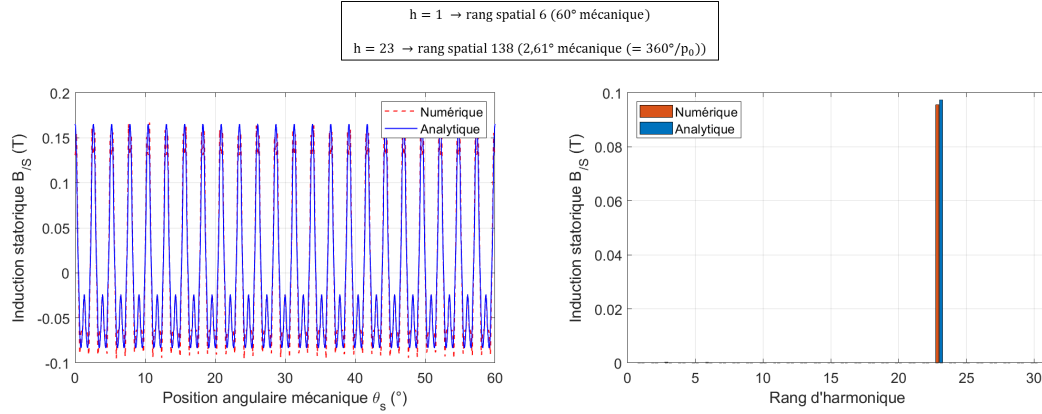 h = 1 → rang spatial 6 (60° mécanique)
h = 23 → rang spatial 138 (2,61° mécanique (= 360°/p₀))
0.2
0.15
0.1
0.05
0
-0.05
-0.1
Induction statorique B/S (T)
Numérique
Analytique
0 10 20 30 40 50 60
Position angulaire mécanique θs (°)
0.1
0.08
0.06
0.04
0.02
0
Induction statorique B/S (T)
Numérique
Analytique
0 5 10 15 20 25 30
Rang d'harmonique